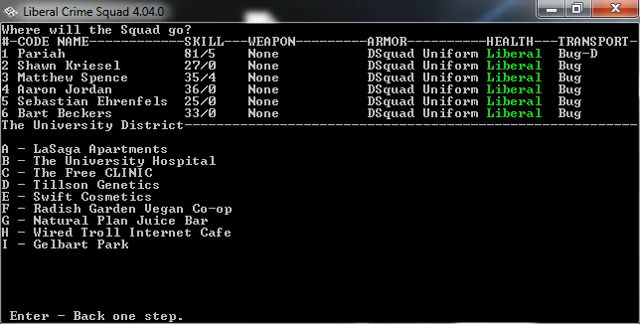 Liberal Crime Squad 4.04.0
Where will the Squad go?
#—CODE NAME————————————SKILL———WEAPON—————————ARMOR——————————HEALTH———TRANSPORT—
1 Pariah 81/5 None DSquad Uniform Liberal Bug-D
2 Shawn Kriesel 27/0 None DSquad Uniform Liberal Bug
3 Matthew Spence 35/4 None DSquad Uniform Liberal Bug
4 Aaron Jordan 36/0 None DSquad Uniform Liberal Bug
5 Sebastian Ehrenfels 25/0 None DSquad Uniform Liberal Bug
6 Bart Beckers 33/0 None DSquad Uniform Liberal Bug
The University District—————————————————————————————————————————————————————————
A - LaSaga Apartments
B - The University Hospital
C - The Free CLINIC
D - Tillson Genetics
E - Swift Cosmetics
F - Radish Garden Vegan Co-op
G - Natural Plan Juice Bar
H - Wired Troll Internet Cafe
I - Gelbart Park
Enter - Back one step.